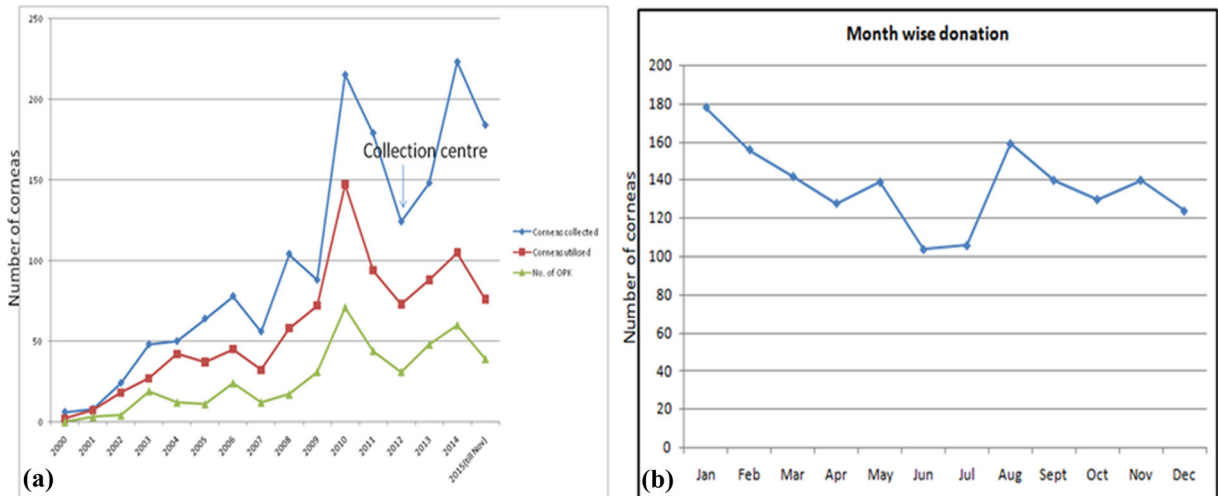 250
200
150
100
50
0
Number of corneas
Collection centre
Corneas collected
Corneas utilised
No. of OPK
2000
2001
2002
2003
2004
2005
2006
2007
2008
2009
2010
2011
2012
2013
2014
2015(till Nov)
(a)
Month wise donation
200
180
160
140
120
100
80
60
40
20
0
Number of corneas
Jan Feb Mar Apr May Jun Jul Aug Sept Oct Nov Dec
(b)